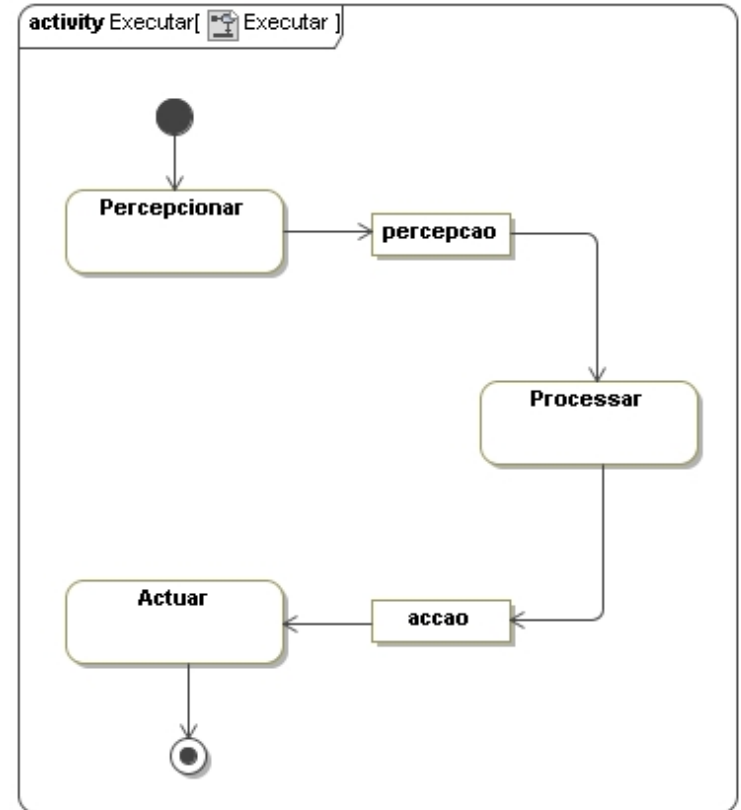 activity Executar[ Executar ]
Percepcionar
percepcao
Processar
Actuar
accao